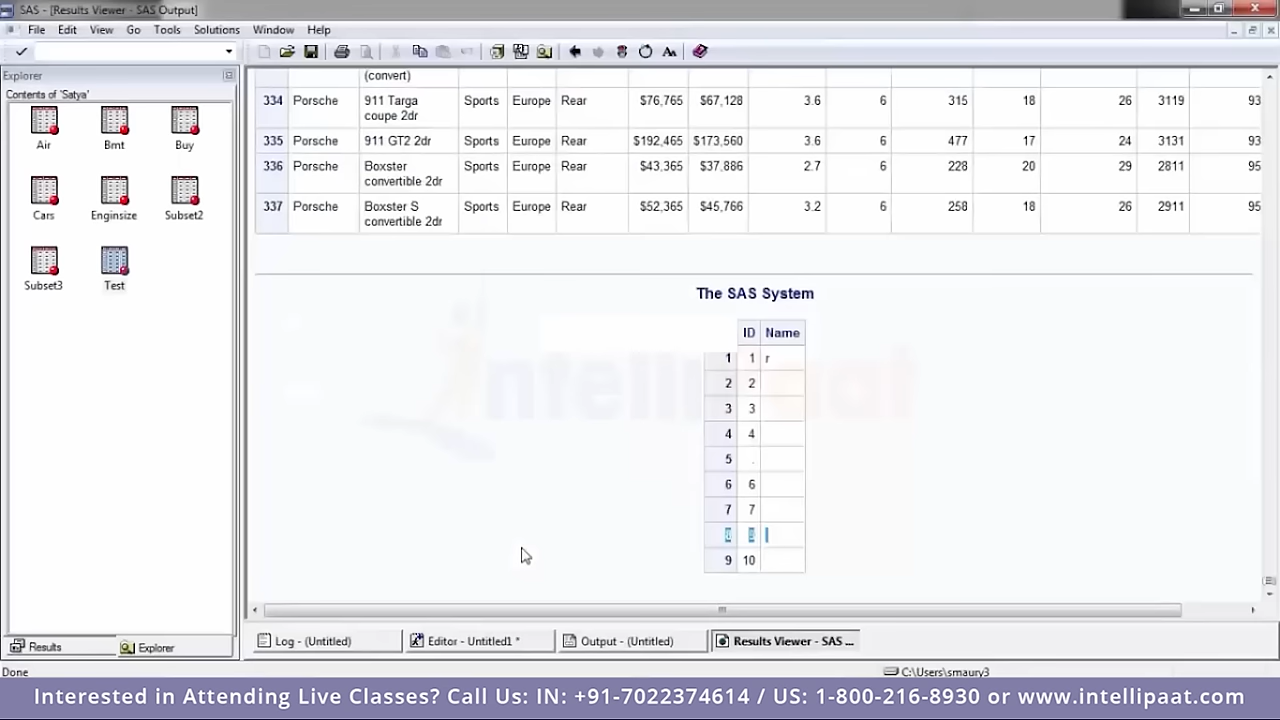 SAS - [Results Viewer - SAS Output]
File Edit View Go Tools Solutions Window Help
Explorer
Contents of 'Satya'
Air Bmt Buy
Cars Enginsize Subset2
Subset3 Test
Results Explorer
(convert)
334 Porsche 911 Targa coupe 2dr Sports Europe Rear $76,765 $67,128 3.6 6 315 18 26 3119 93
335 Porsche 911 GT2 2dr Sports Europe Rear $192,465 $173,560 3.6 6 477 17 24 3131 93
336 Porsche Boxster convertible 2dr Sports Europe Rear $43,365 $37,886 2.7 6 228 20 29 2811 95
337 Porsche Boxster S convertible 2dr Sports Europe Rear $52,365 $45,766 3.2 6 258 18 26 2911 95
The SAS System
ID Name
1 1 r
2 2
3 3
4 4
5 .
6 6
7 7
9 10
intellipaat
Log - (Untitled) Editor - Untitled1 * Output - (Untitled) Results Viewer - SAS ...
Done C:\Users\smaury3
Interested in Attending Live Classes? Call Us: IN: +91-7022374614 / US: 1-800-216-8930 or www.intellipaat.com